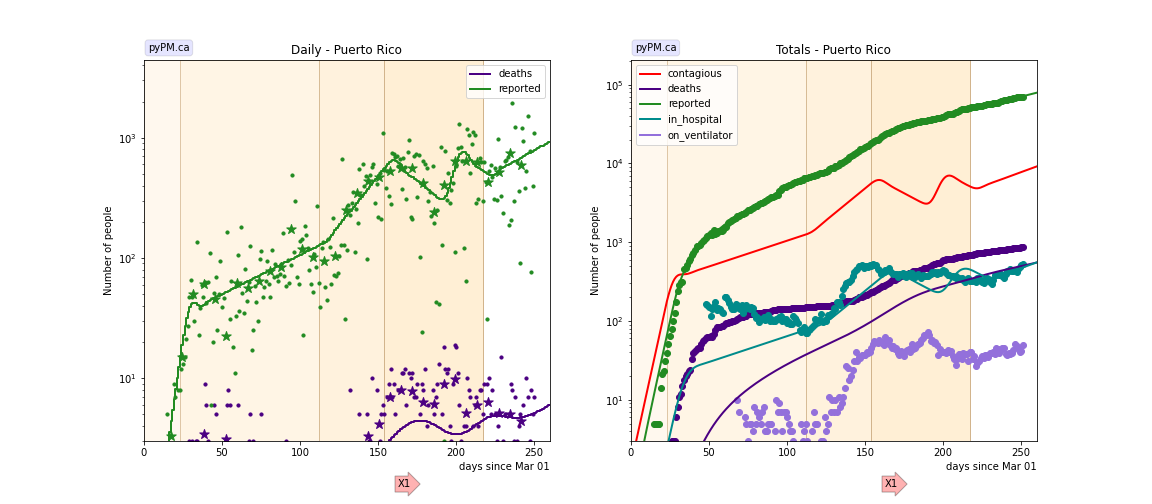 pyPM.ca
Daily - Puerto Rico
deaths
reported
Number of people
10³
10²
10¹
0 50 100 150 200 250
days since Mar 01
X1
pyPM.ca
Totals - Puerto Rico
contagious
deaths
reported
in_hospital
on_ventilator
Number of people
10⁵
10⁴
10³
10²
10¹
0 50 100 150 200 250
days since Mar 01
X1